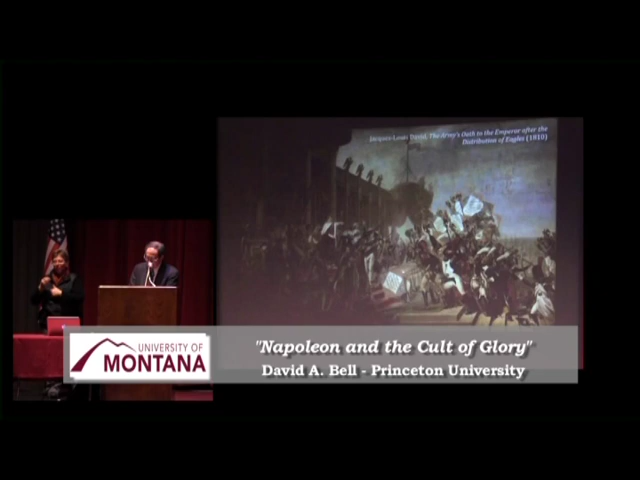 Jacques-Louis David, The Army's Oath to the Emperor after the
Distribution of Eagles (1810)
UNIVERSITY OF
MONTANA
"Napoleon and the Cult of Glory"
David A. Bell - Princeton University